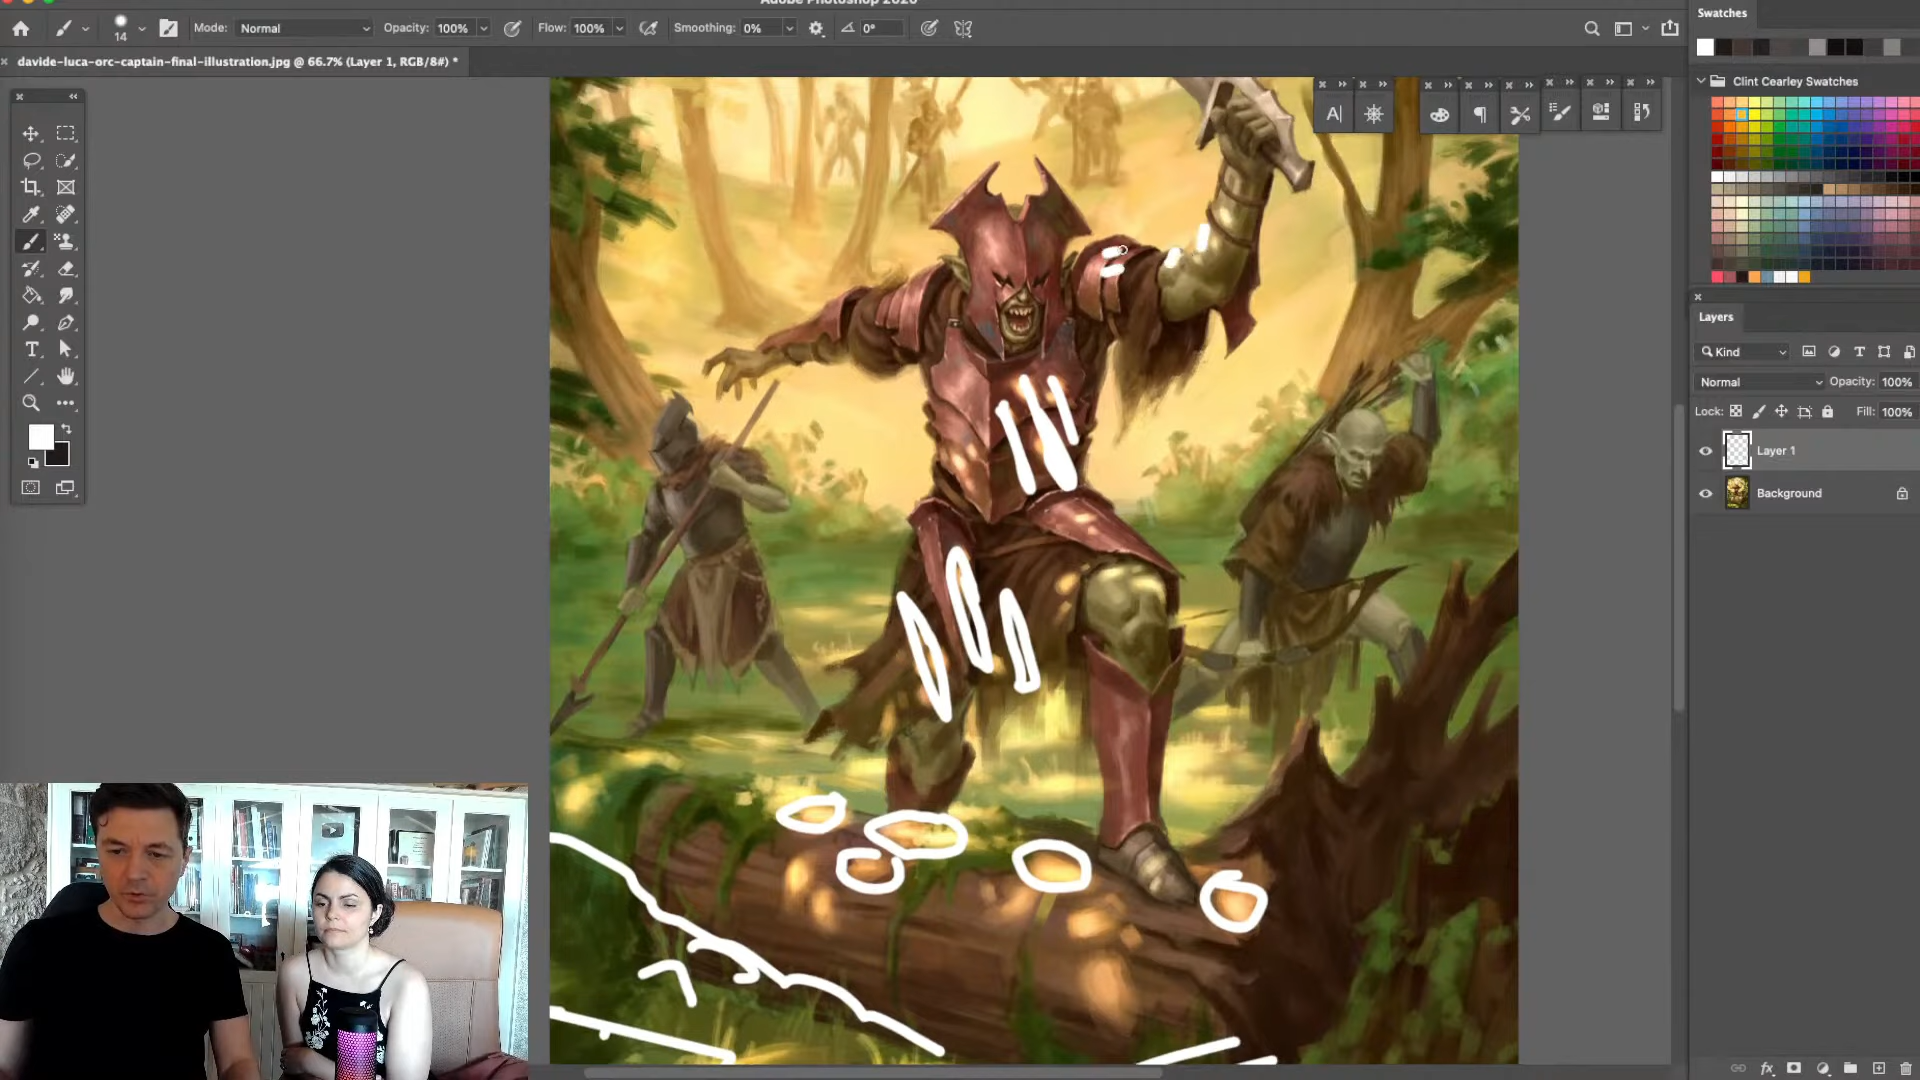 Adobe Photoshop 2020
14
Mode: Normal
Opacity: 100%
Flow: 100%
Smoothing: 0%
0°
davide-luca-orc-captain-final-illustration.jpg @ 66.7% (Layer 1, RGB/8#) *
Swatches
Clint Cearley Swatches
Layers
Kind
Normal
Opacity: 100%
Lock:
Fill: 100%
Layer 1
Background